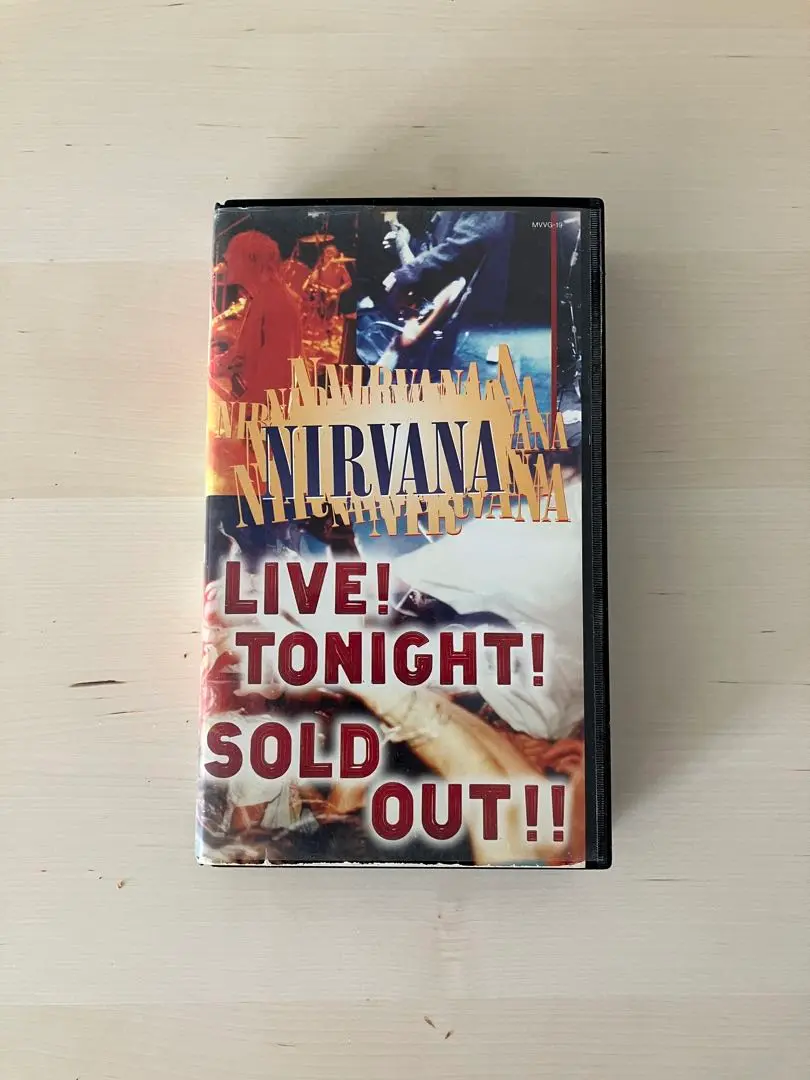 MVVG-19
NIRVANA
LIVE!
TONIGHT!
SOLD
OUT!!